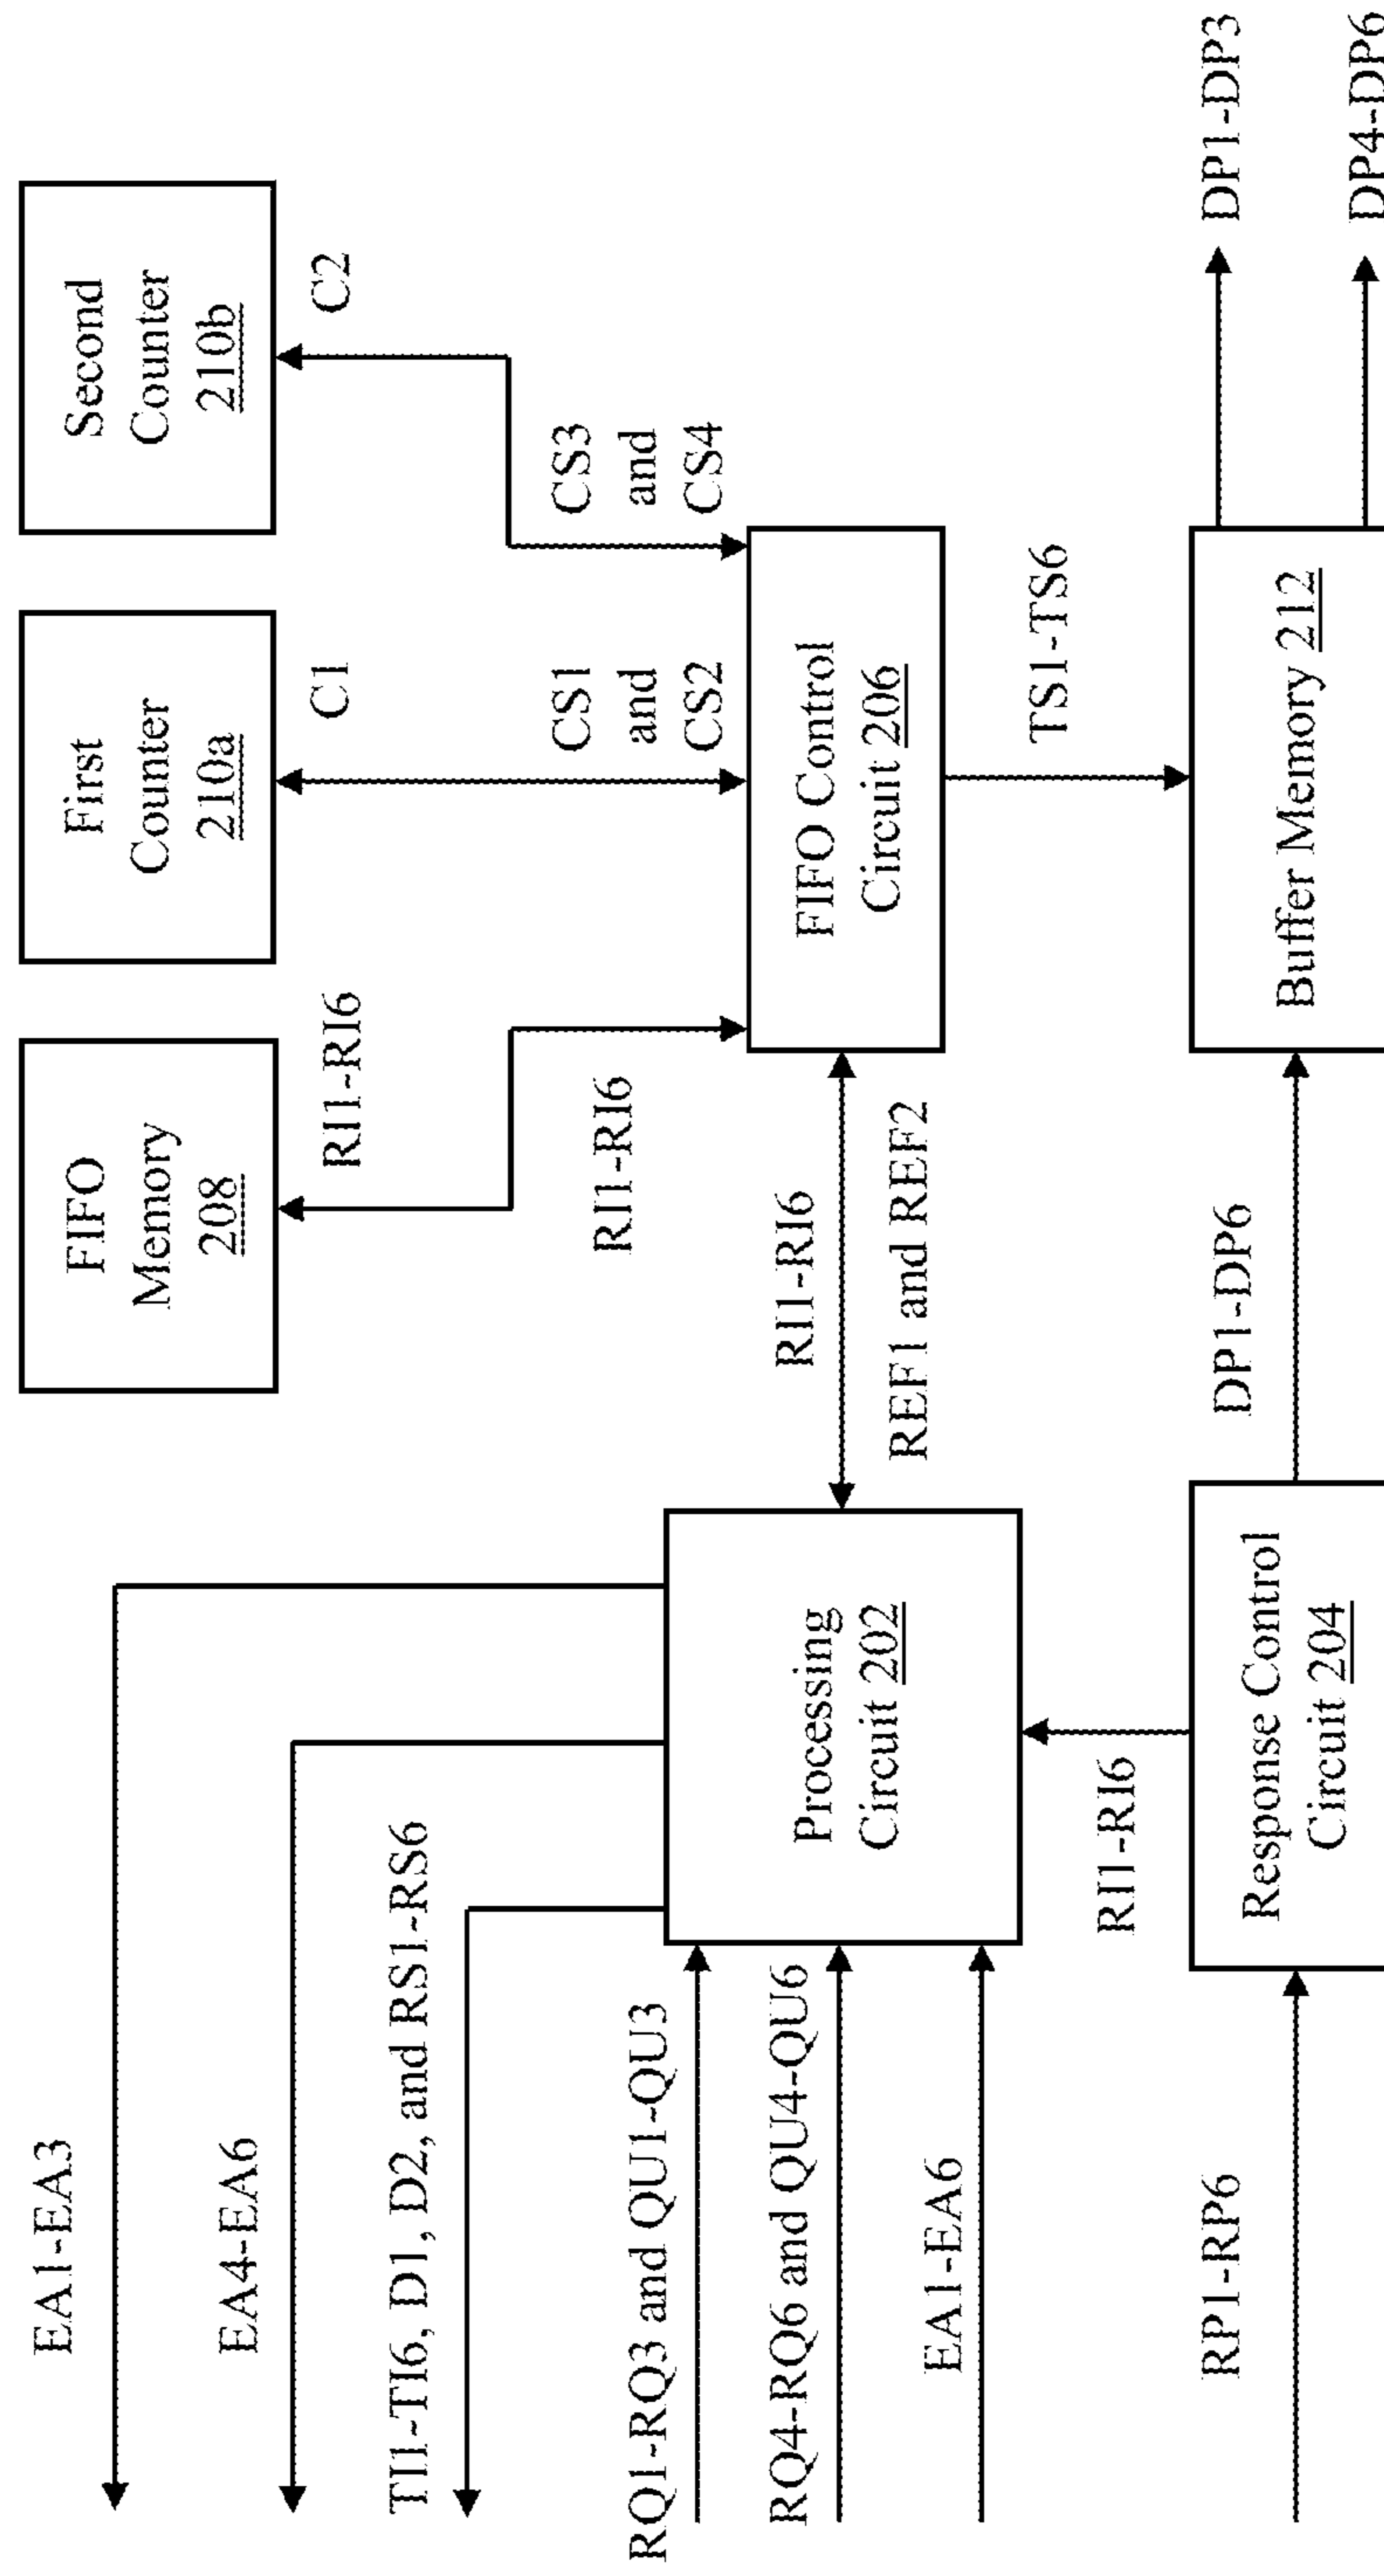 EA1-EA3
EA4-EA6
TI1-TI6, D1, D2, and RS1-RS6
RQ1-RQ3 and QU1-QU3
RQ4-RQ6 and QU4-QU6
EA1-EA6
RP1-RP6
Processing
Circuit 202
RI1-RI6
Response Control
Circuit 204
FIFO
Memory
208
RI1-RI6
RI1-RI6
RI1-RI6
REF1 and REF2
DP1-DP6
First
Counter
210a
C1
CS1
and
CS2
FIFO Control
Circuit 206
TS1-TS6
Buffer Memory 212
Second
Counter
210b
C2
CS3
and
CS4
DP1-DP3
DP4-DP6